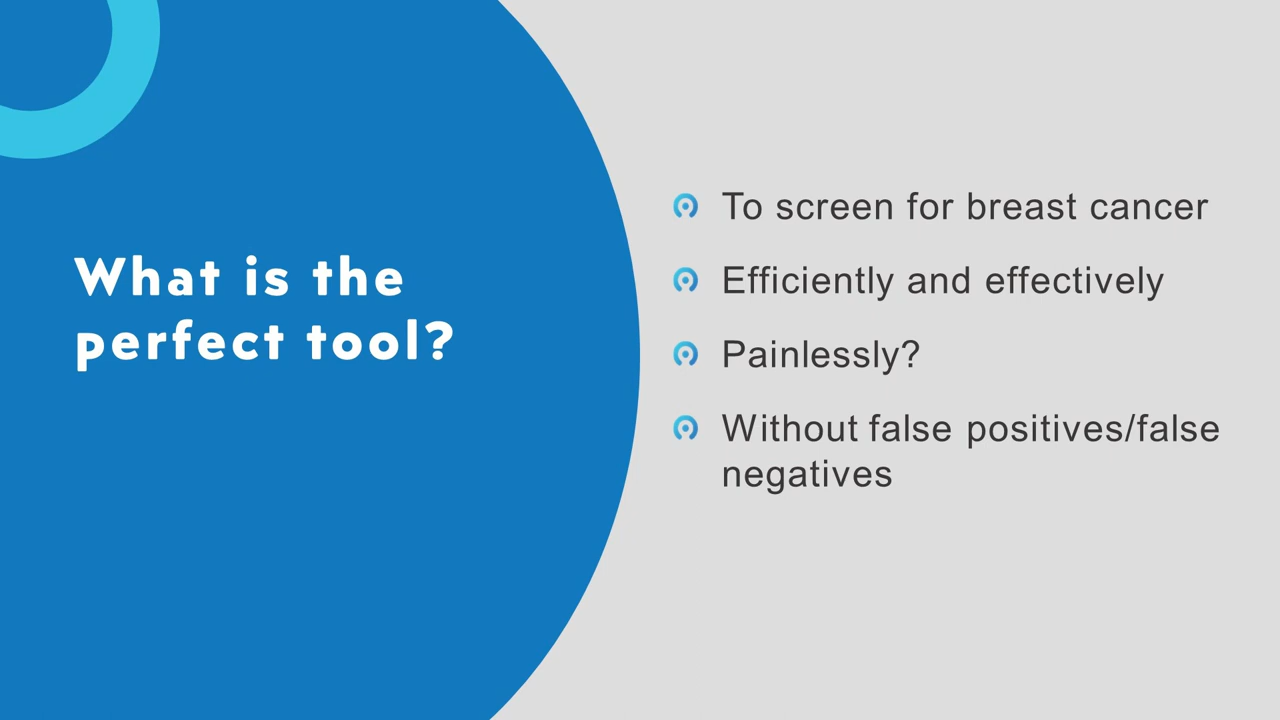 What is the
perfect tool?
To screen for breast cancer
Efficiently and effectively
Painlessly?
Without false positives/false
negatives